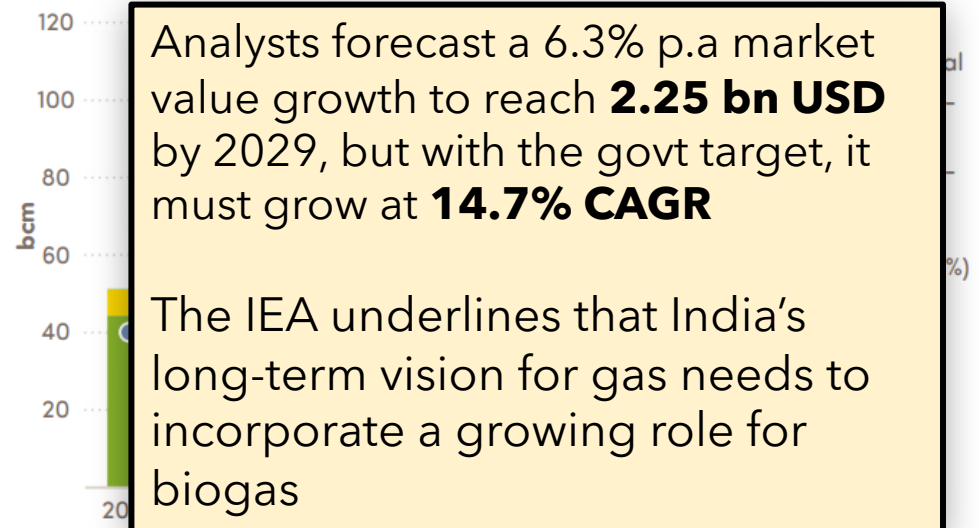 120
100
80
bcm
60
40
20
20
Analysts forecast a 6.3% p.a market
value growth to reach 2.25 bn USD
by 2029, but with the govt target, it
must grow at 14.7% CAGR
The IEA underlines that India's
long-term vision for gas needs to
incorporate a growing role for
biogas
al
%)